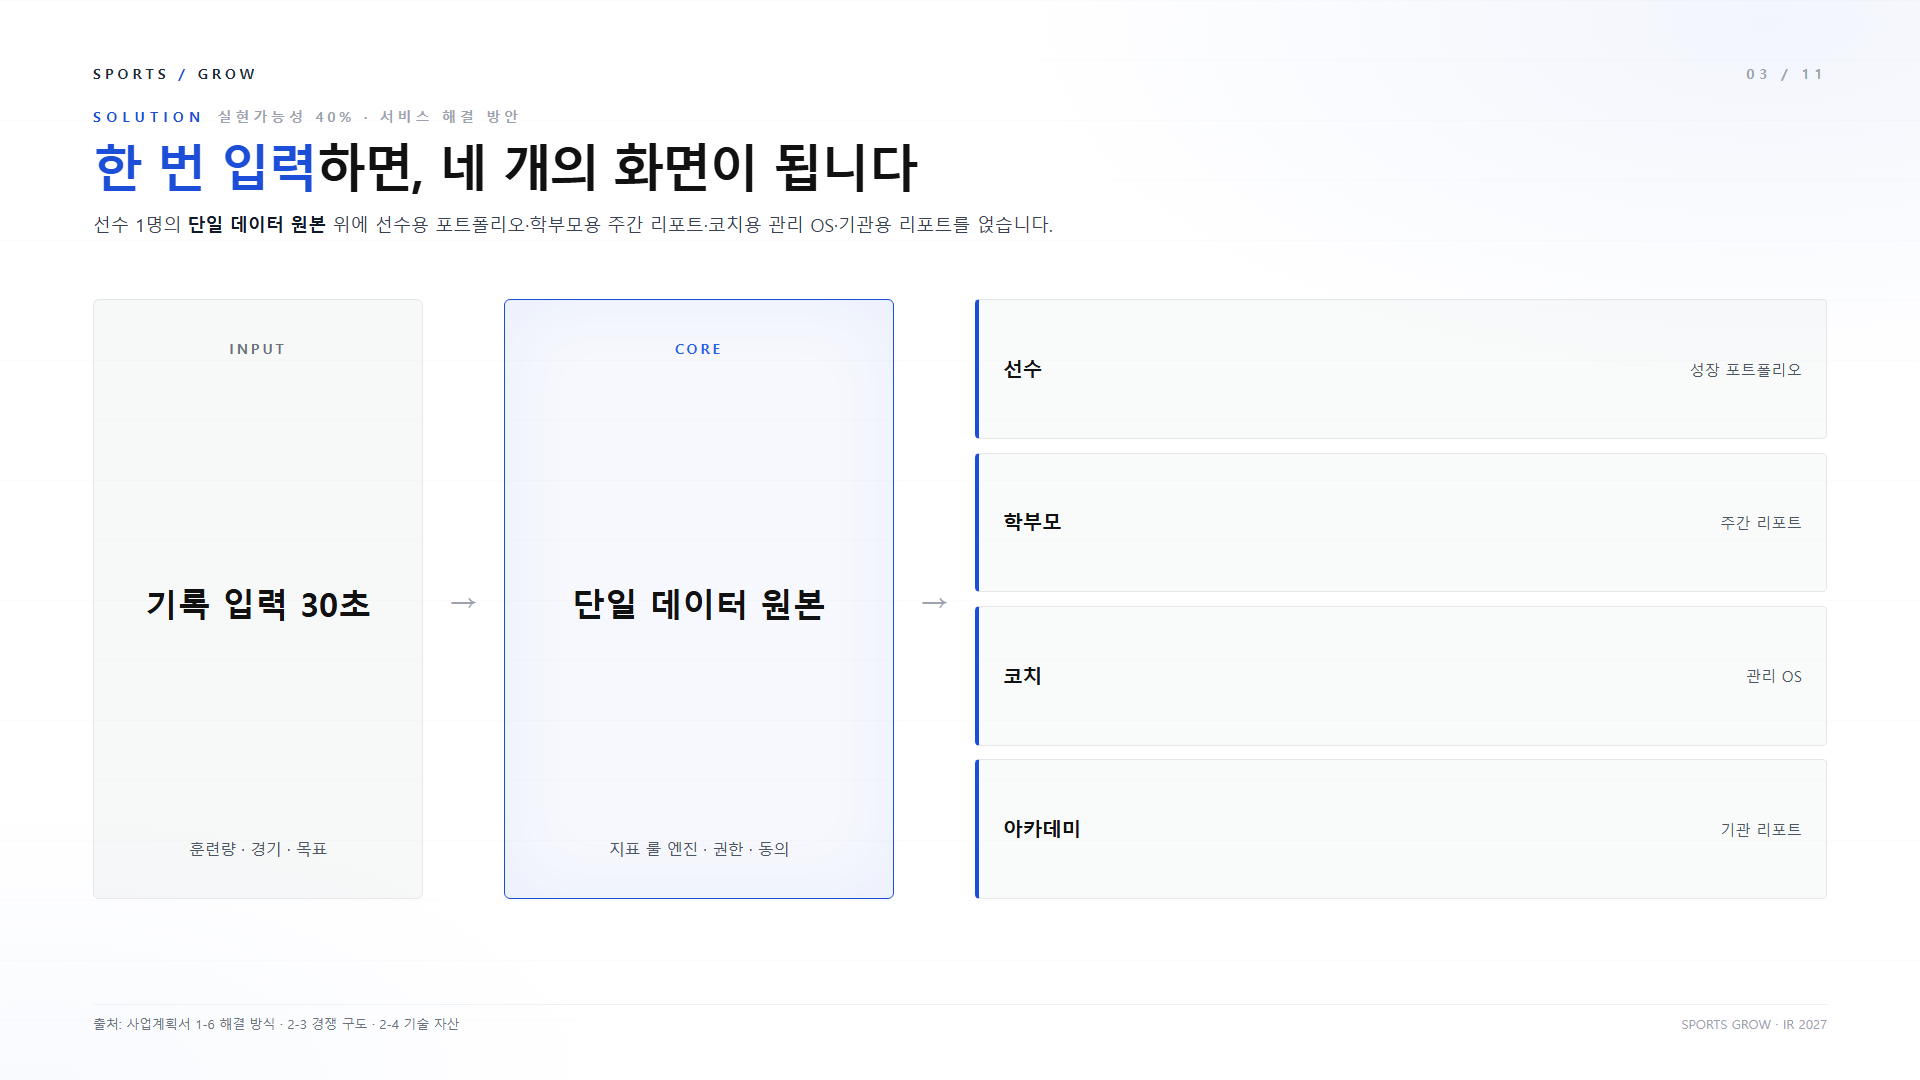 SPORTS / GROW
03 / 11
SOLUTION 실현가능성 40% · 서비스 해결 방안
한 번 입력하면, 네 개의 화면이 됩니다
선수 1명의 단일 데이터 원본 위에 선수용 포트폴리오·학부모용 주간 리포트·코치용 관리 OS·기관용 리포트를 얹습니다.
INPUT
기록 입력 30초
훈련량 · 경기 · 목표
→
CORE
단일 데이터 원본
지표 룰 엔진 · 권한 · 동의
→
선수
성장 포트폴리오
학부모
주간 리포트
코치
관리 OS
아카데미
기관 리포트
출처: 사업계획서 1-6 해결 방식 · 2-3 경쟁 구도 · 2-4 기술 자산
SPORTS GROW · IR 2027